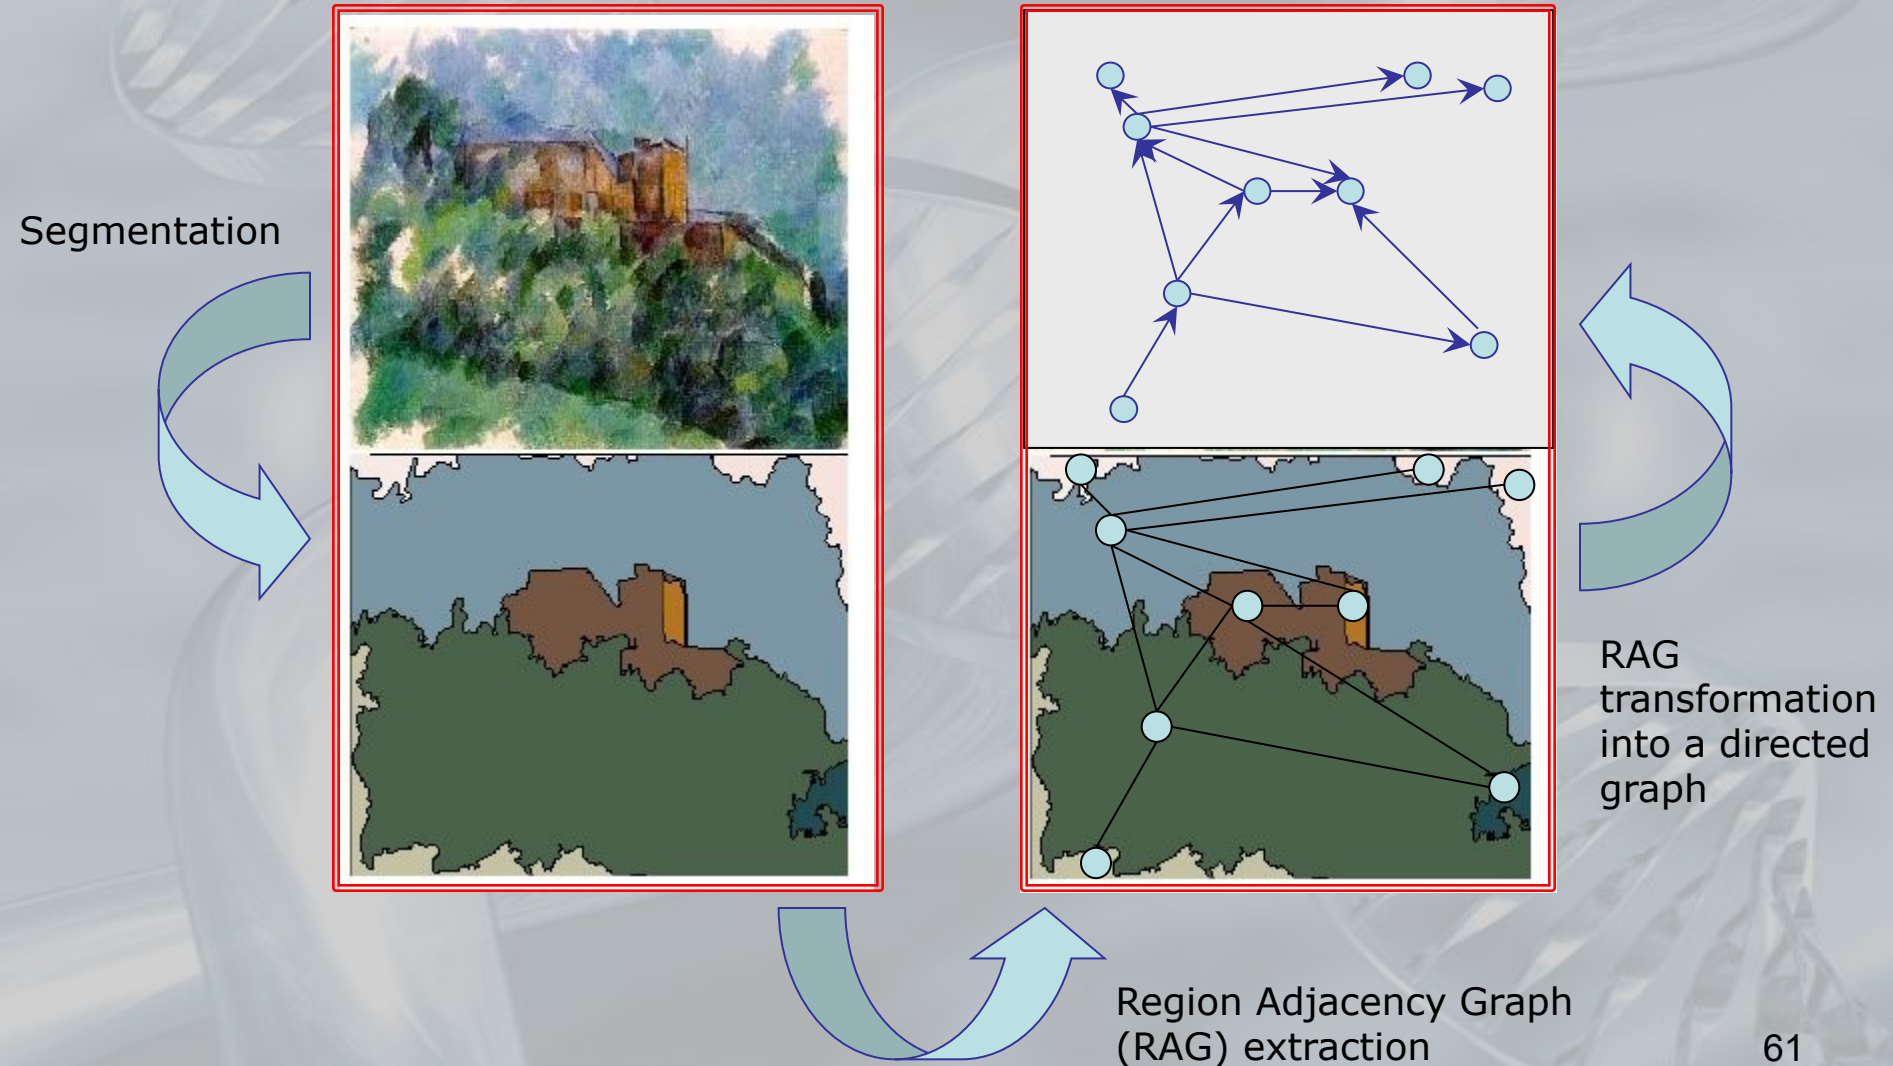 Segmentation
RAG
transformation
into a directed
graph
Region Adjacency Graph
(RAG) extraction
61